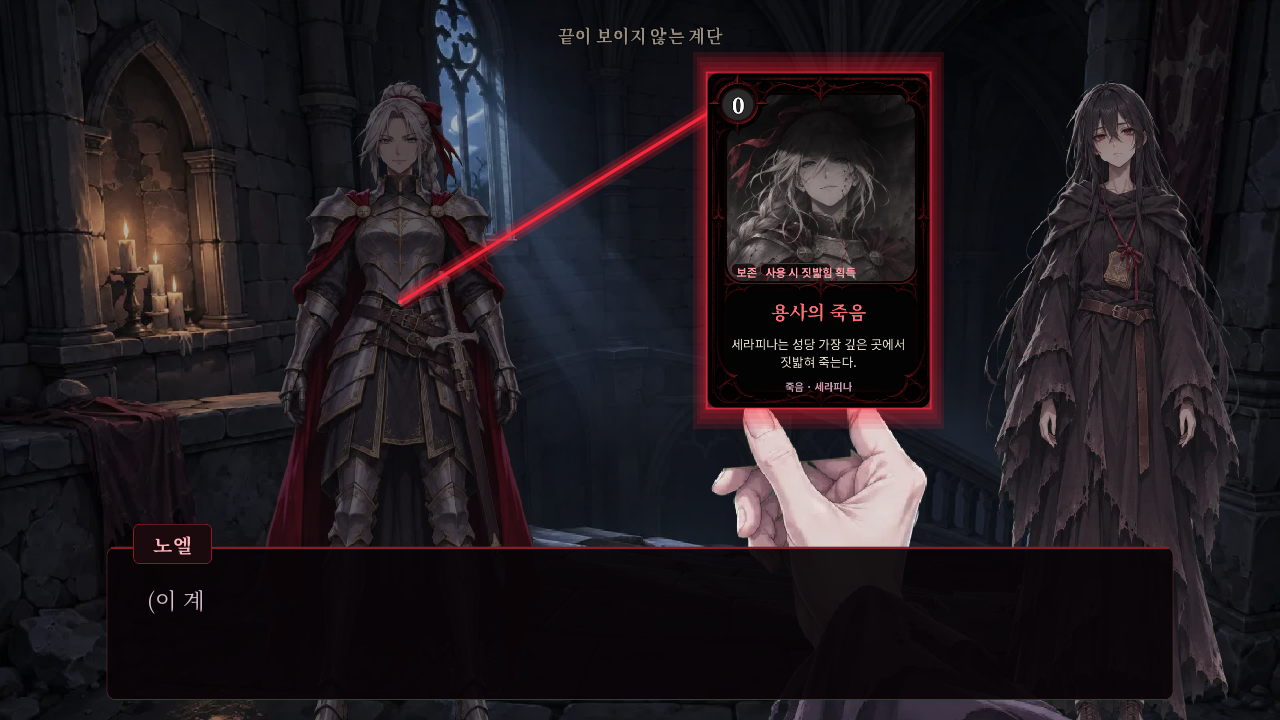 끝이 보이지 않는 계단
0
보존 사용 시 짓밟힘 획득
용사의 죽음
세라피나는 성당 가장 깊은 곳에서
짓밟혀 죽는다.
죽음 · 세라피나
노엘
(이 계